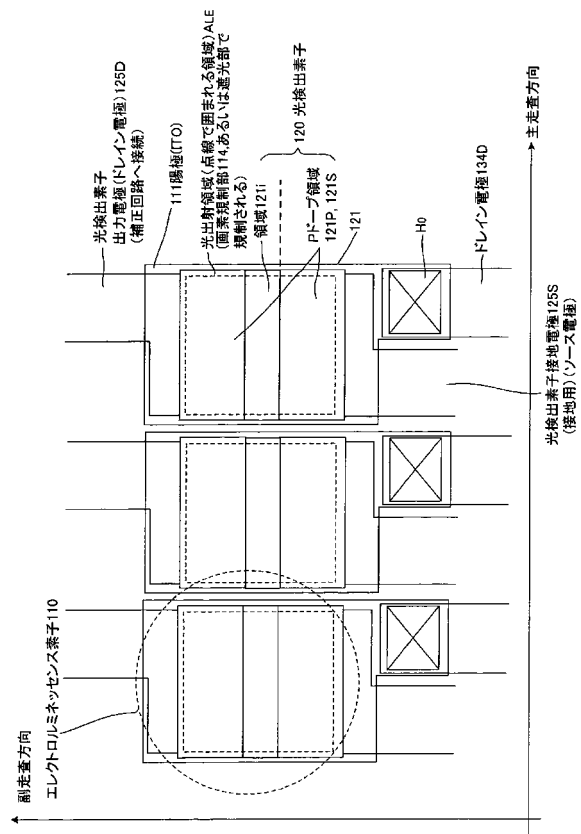 光検出素子
出力電極(ドレイン電極)125D
(補正回路へ接続)
111陽極(ITO)
光出射領域(点線で囲まれる領域)ALE
(画素規制部114,あるいは遮光部で
規制される)
領域121i
120 光検出素子
Pドープ領域
121P, 121S
121
H0
ドレイン電極134D
主走査方向
光検出素子接地電極125S
(接地用)(ソース電極)
副走査方向
エレクトロルミネッセンス素子110